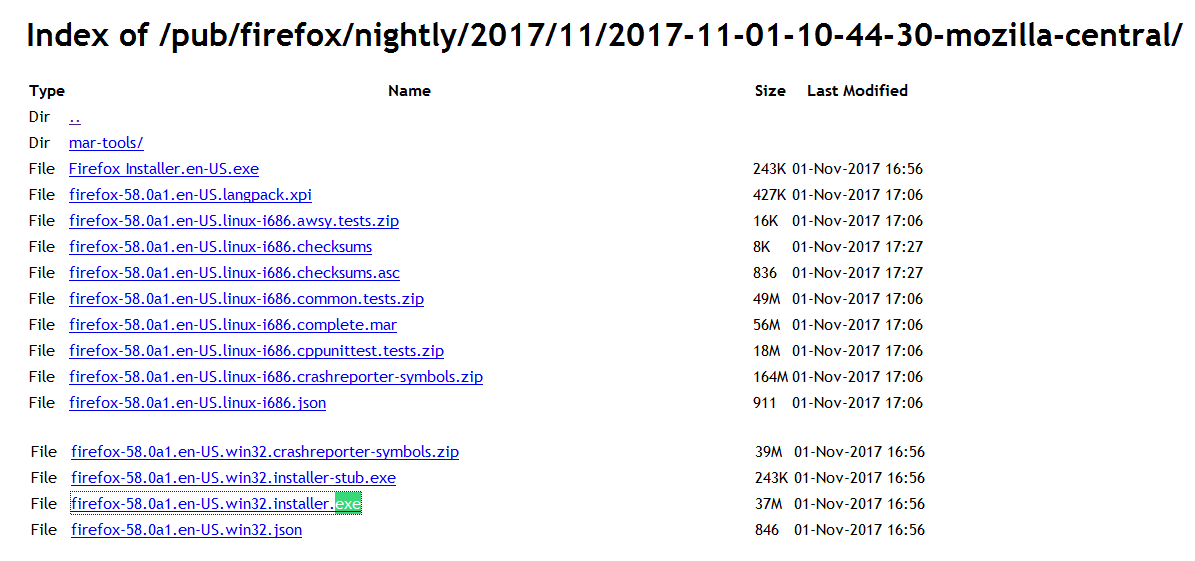 Index of /pub/firefox/nightly/2017/11/2017-11-01-10-44-30-mozilla-central/
Type Name Size Last Modified
Dir ..
Dir mar-tools/
File Firefox Installer.en-US.exe 243K 01-Nov-2017 16:56
File firefox-58.0a1.en-US.langpack.xpi 427K 01-Nov-2017 17:06
File firefox-58.0a1.en-US.linux-i686.awsy.tests.zip 16K 01-Nov-2017 17:06
File firefox-58.0a1.en-US.linux-i686.checksums 8K 01-Nov-2017 17:27
File firefox-58.0a1.en-US.linux-i686.checksums.asc 836 01-Nov-2017 17:27
File firefox-58.0a1.en-US.linux-i686.common.tests.zip 49M 01-Nov-2017 17:06
File firefox-58.0a1.en-US.linux-i686.complete.mar 56M 01-Nov-2017 17:06
File firefox-58.0a1.en-US.linux-i686.cppunittest.tests.zip 18M 01-Nov-2017 17:06
File firefox-58.0a1.en-US.linux-i686.crashreporter-symbols.zip 164M 01-Nov-2017 17:06
File firefox-58.0a1.en-US.linux-i686.json 911 01-Nov-2017 17:06
File firefox-58.0a1.en-US.win32.crashreporter-symbols.zip 39M 01-Nov-2017 16:56
File firefox-58.0a1.en-US.win32.installer-stub.exe 243K 01-Nov-2017 16:56
File firefox-58.0a1.en-US.win32.installer.exe 37M 01-Nov-2017 16:56
File firefox-58.0a1.en-US.win32.json 846 01-Nov-2017 16:56